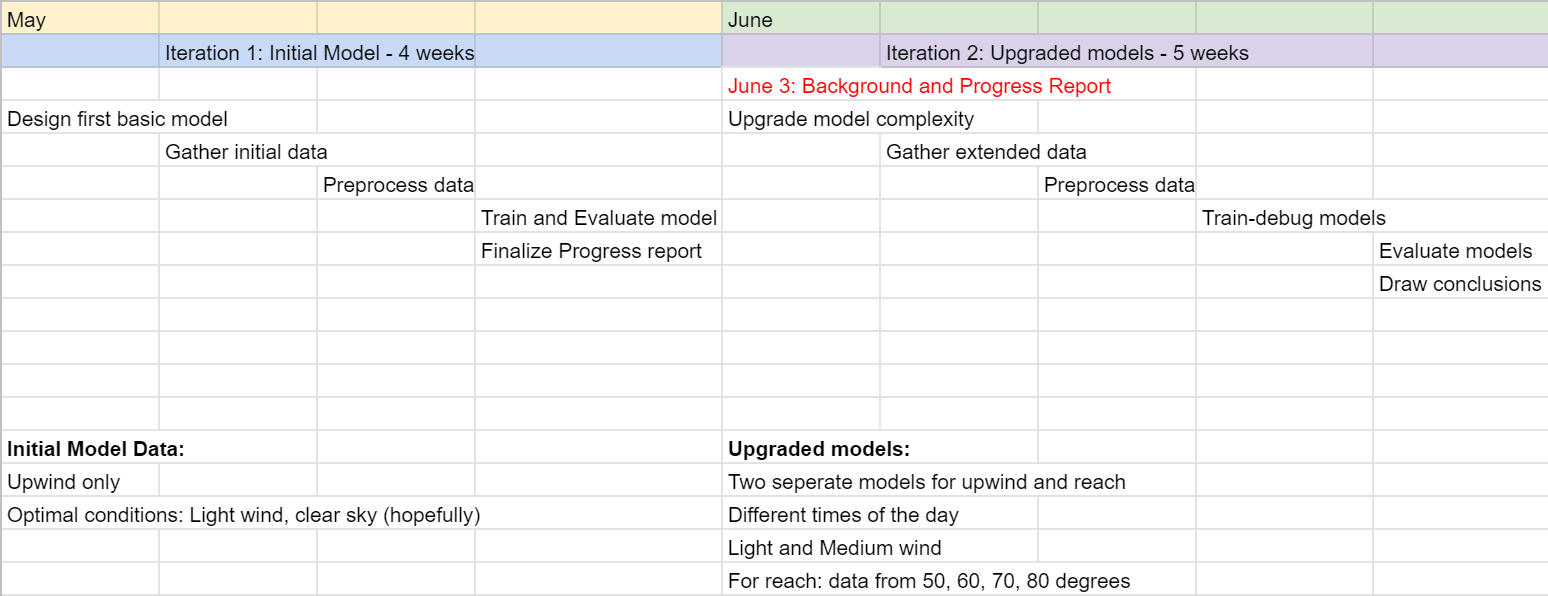 May June
Iteration 1: Initial Model - 4 weeks Iteration 2: Upgraded models - 5 weeks
June 3: Background and Progress Report
Design first basic model Upgrade model complexity
Gather initial data Gather extended data
Preprocess data Preprocess data
Train and Evaluate model Train-debug models
Finalize Progress report Evaluate models
Draw conclusions
Initial Model Data: Upgraded models:
Upwind only Two seperate models for upwind and reach
Optimal conditions: Light wind, clear sky (hopefully) Different times of the day
Light and Medium wind
For reach: data from 50, 60, 70, 80 degrees